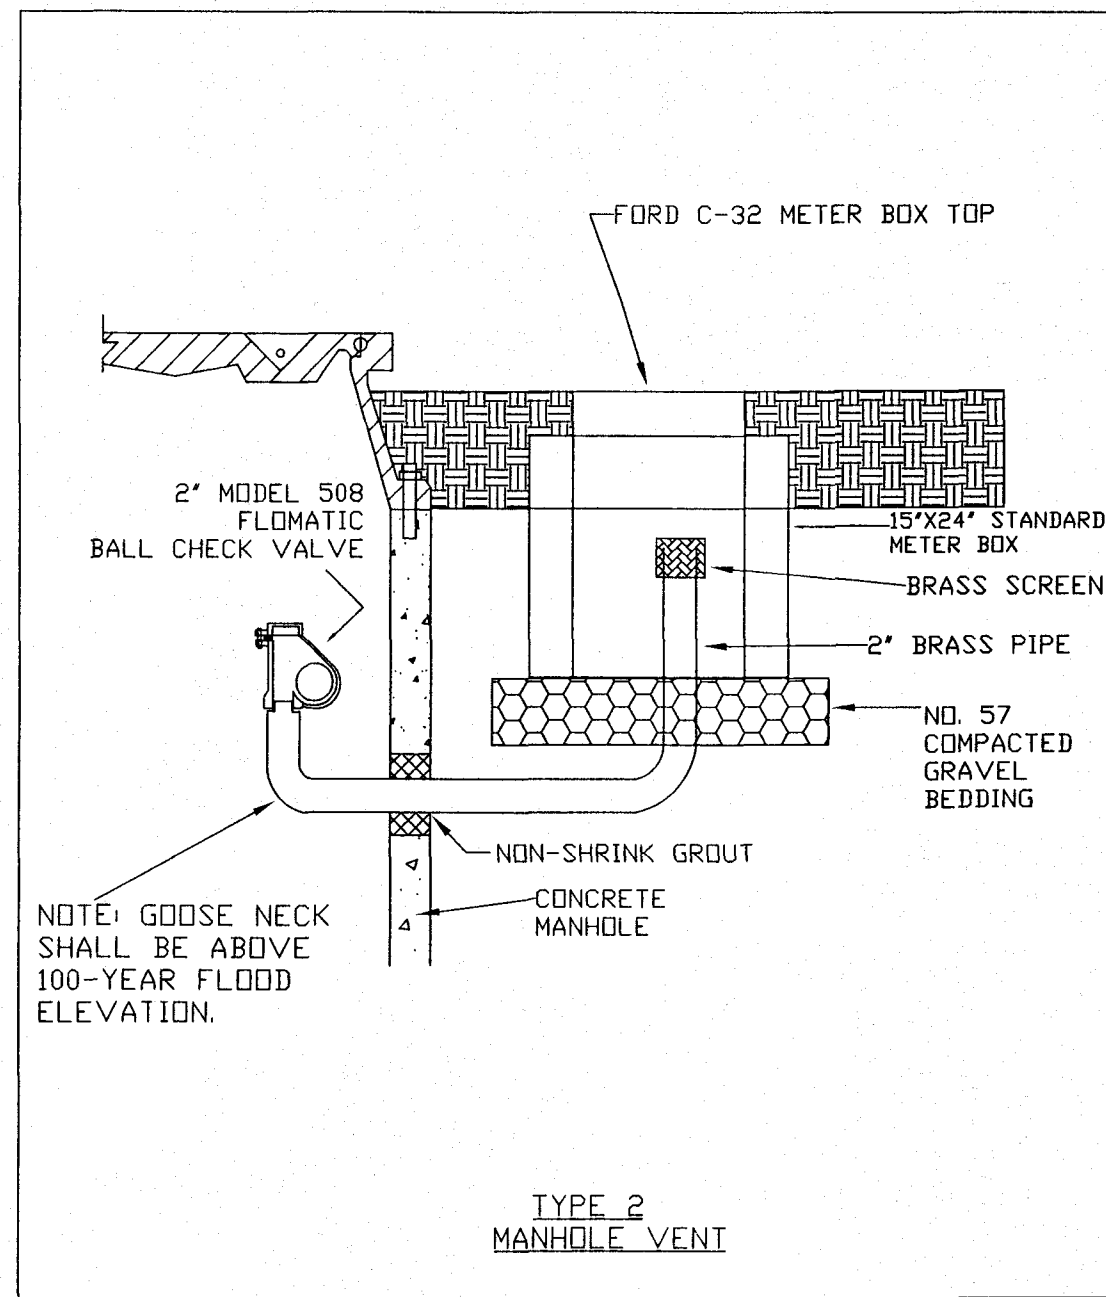 FORD C-32 METER BOX TOP
2" MODEL 508
FLOMATIC
BALL CHECK VALVE
15"X24" STANDARD
METER BOX
BRASS SCREEN
2" BRASS PIPE
NO. 57
COMPACTED
GRAVEL
BEDDING
NON-SHRINK GROUT
CONCRETE
MANHOLE
NOTE: GOOSE NECK
SHALL BE ABOVE
100-YEAR FLOOD
ELEVATION.
TYPE 2
MANHOLE VENT